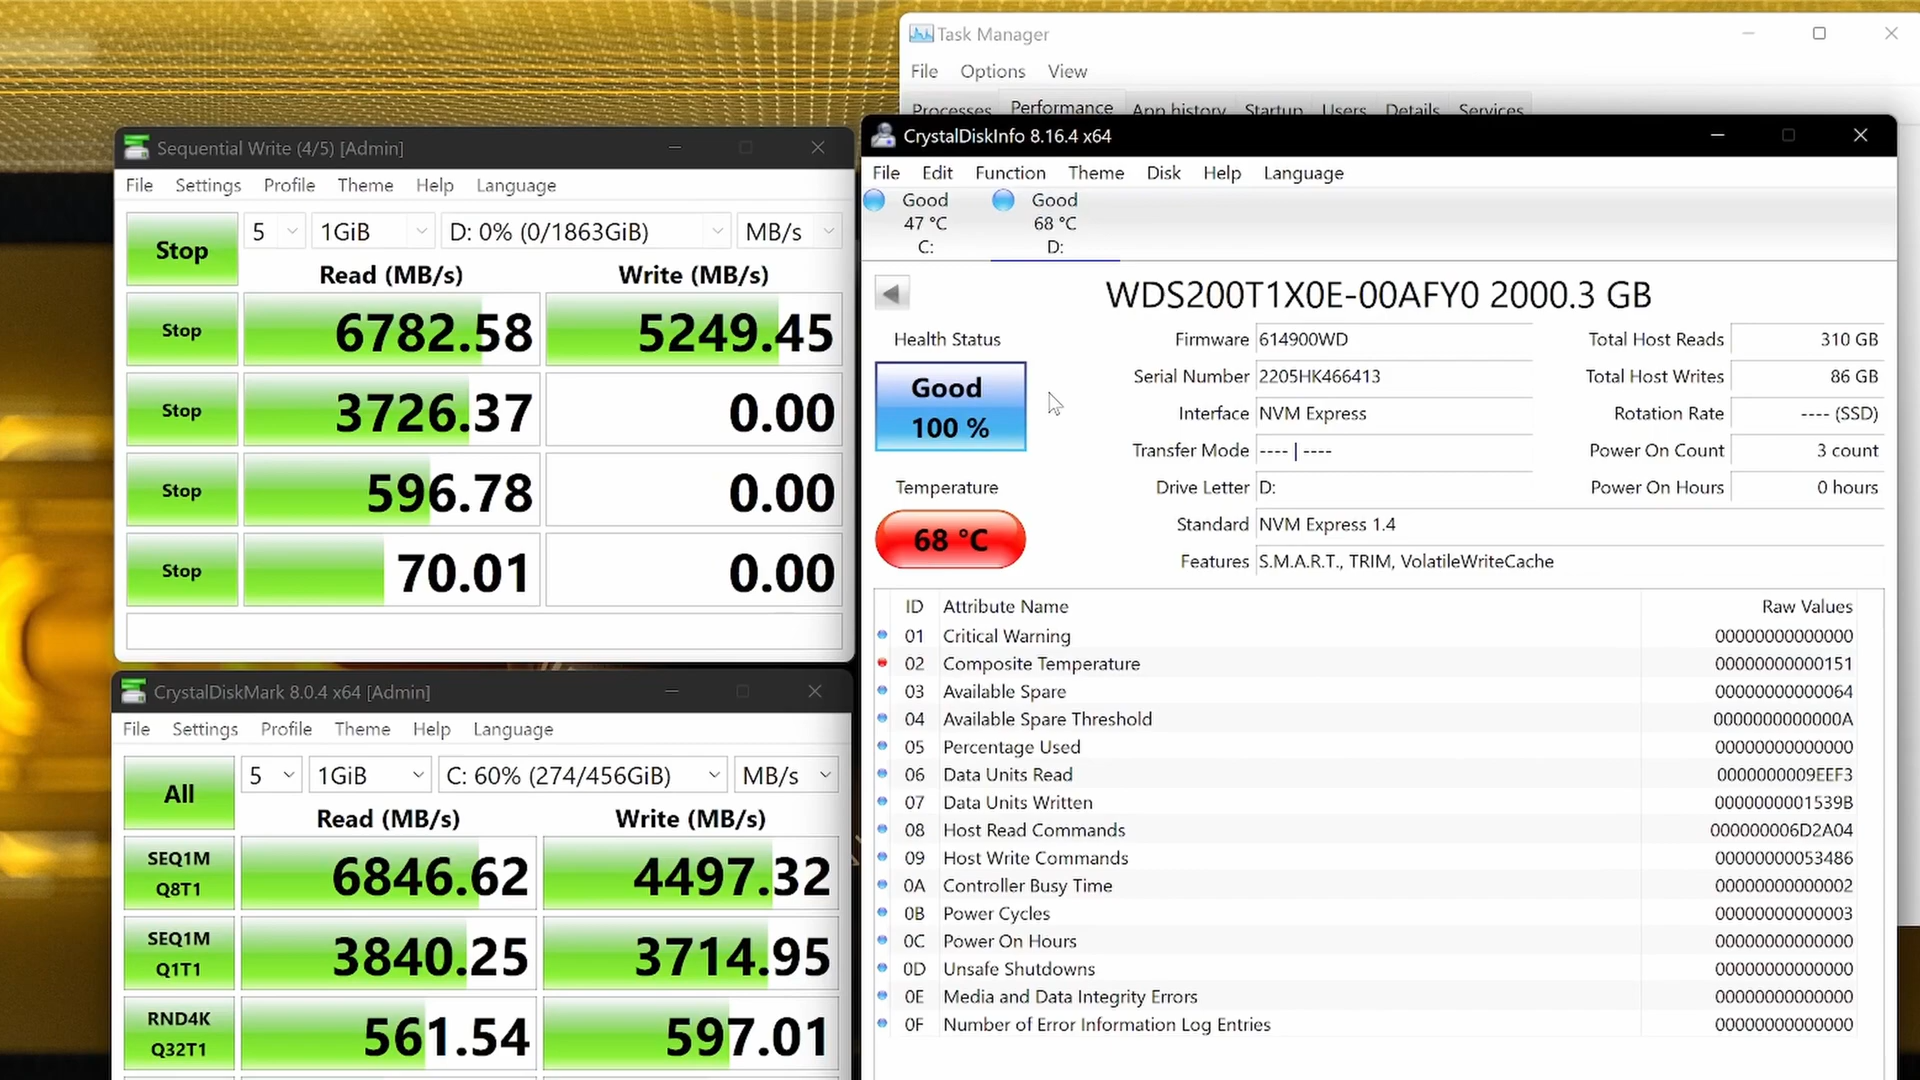 Task Manager
File Options View
Processes Performance App history Startup Users Details Services
Sequential Write (4/5) [Admin]
File Settings Profile Theme Help Language
Stop 5 1GiB D: 0% (0/1863GiB) MB/s
Read (MB/s) Write (MB/s)
Stop 6782.58 5249.45
Stop 3726.37 0.00
Stop 596.78 0.00
Stop 70.01 0.00
CrystalDiskMark 8.0.4 x64 [Admin]
File Settings Profile Theme Help Language
All 5 1GiB C: 60% (274/456GiB) MB/s
Read (MB/s) Write (MB/s)
SEQ1M
Q8T1
6846.62 4497.32
SEQ1M
Q1T1
3840.25 3714.95
RND4K
Q32T1
561.54 597.01
CrystalDiskInfo 8.16.4 x64
File Edit Function Theme Disk Help Language
Good Good
47 °C 68 °C
C: D:
WDS200T1X0E-00AFY0 2000.3 GB
Health Status
Good
100 %
Temperature
68 °C
Firmware 614900WD
Serial Number 2205HK466413
Interface NVM Express
Transfer Mode ---- | ----
Drive Letter D:
Standard NVM Express 1.4
Features S.M.A.R.T., TRIM, VolatileWriteCache
Total Host Reads 310 GB
Total Host Writes 86 GB
Rotation Rate ---- (SSD)
Power On Count 3 count
Power On Hours 0 hours
ID Attribute Name Raw Values
01 Critical Warning 00000000000000
02 Composite Temperature 00000000000151
03 Available Spare 00000000000064
04 Available Spare Threshold 0000000000000A
05 Percentage Used 00000000000000
06 Data Units Read 0000000009EEF3
07 Data Units Written 0000000001539B
08 Host Read Commands 000000006D2A04
09 Host Write Commands 00000000053486
0A Controller Busy Time 00000000000002
0B Power Cycles 00000000000003
0C Power On Hours 00000000000000
0D Unsafe Shutdowns 00000000000000
0E Media and Data Integrity Errors 00000000000000
0F Number of Error Information Log Entries 00000000000000